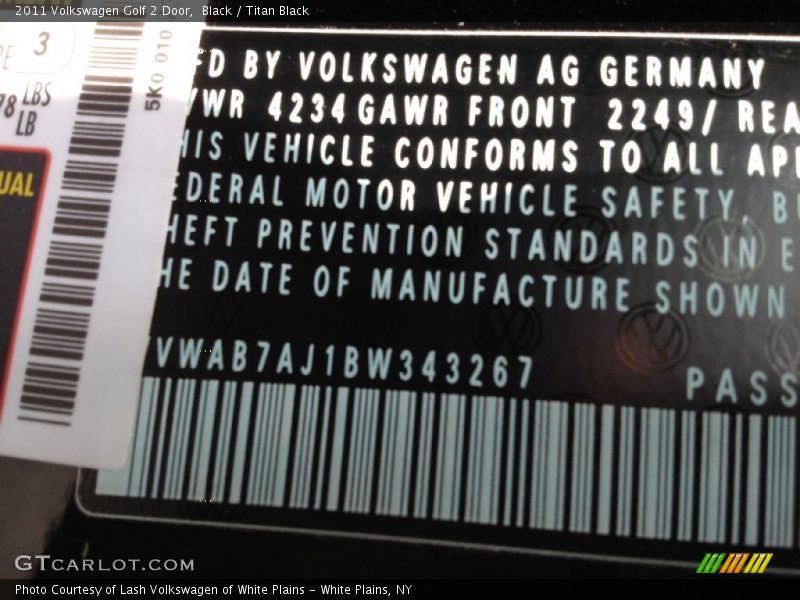 2011 Volkswagen Golf 2 Door, Black / Titan Black
3
LBS
LB
UAL
5K0 010
FD BY VOLKSWAGEN AG GERMANY
VWR 4234 GAWR FRONT 2249/ REA
HIS VEHICLE CONFORMS TO ALL APP
EDERAL MOTOR VEHICLE SAFETY, B
HEFT PREVENTION STANDARDS IN E
HE DATE OF MANUFACTURE SHOWN
VWAB7AJ1BW343267
PASS
GTCARLOT.COM
Photo Courtesy of Lash Volkswagen of White Plains - White Plains, NY